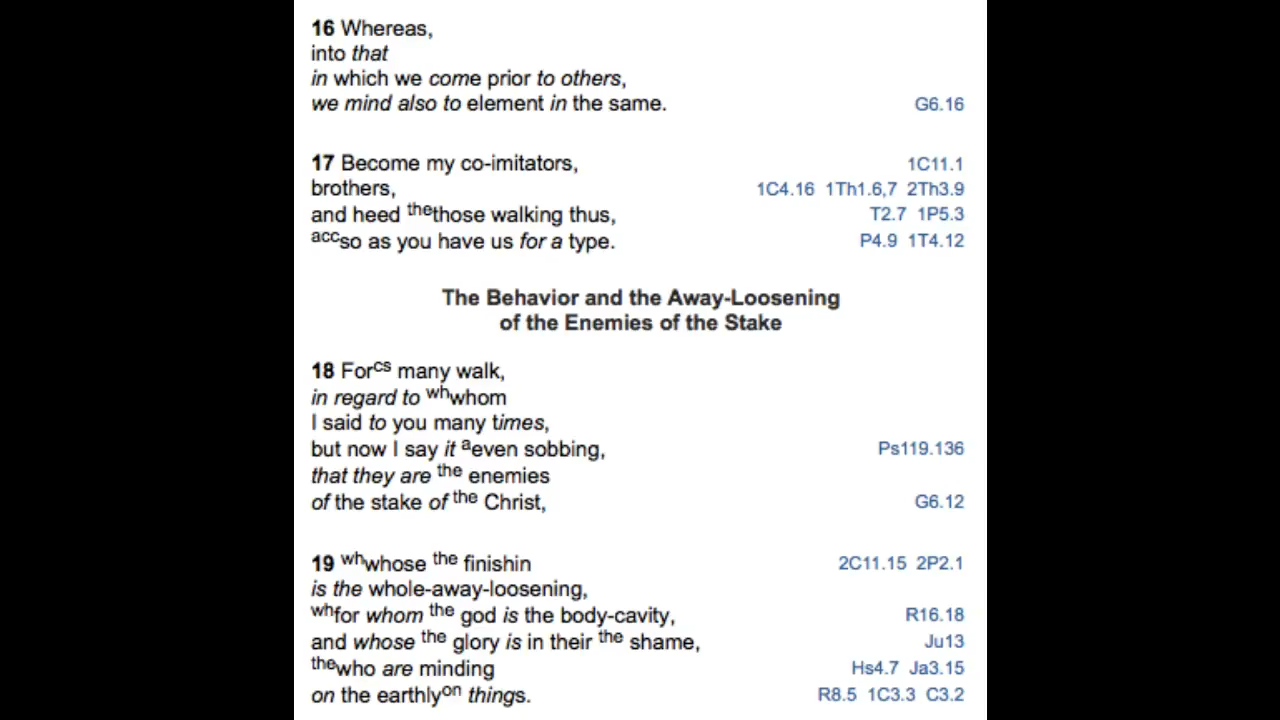 16 Whereas,
into that
in which we come prior to others,
we mind also to element in the same. G6.16
17 Become my co-imitators, 1C11.1
brothers, 1C4.16 1Th1.6,7 2Th3.9
and heed thethose walking thus, T2.7 1P5.3
accso as you have us for a type. P4.9 1T4.12
The Behavior and the Away-Loosening
of the Enemies of the Stake
18 Forcs many walk,
in regard to whwhom
I said to you many times,
but now I say it aeven sobbing, Ps119.136
that they are the enemies
of the stake of the Christ, G6.12
19 whwhose the finishin 2C11.15 2P2.1
is the whole-away-loosening,
whfor whom the god is the body-cavity, R16.18
and whose the glory is in their the shame, Ju13
thewho are minding Hs4.7 Ja3.15
on the earthlyon things. R8.5 1C3.3 C3.2